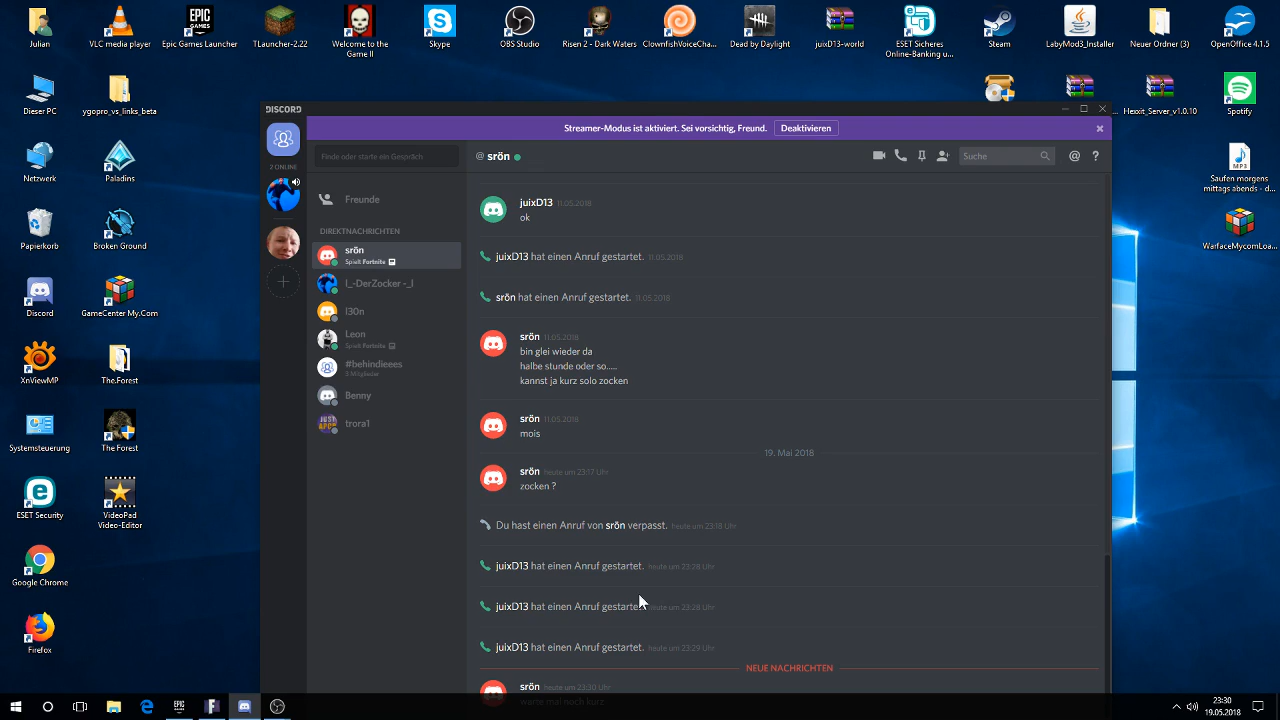 Julian
VLC media player
Epic Games Launcher
TLauncher-2.22
Welcome to the Game II
Skype
OBS Studio
Risen 2 - Dark Waters
ClownfishVoiceCha...
Dead by Daylight
juixD13-world
ESET Sicheres Online-Banking u...
Steam
LabyMod3_Installer
Neuer Ordner (3)
OpenOffice 4.1.5
Dieser PC
ygopro_vs_links_beta
Hexxit_Server_v1.0.10
Spotify
Netzwerk
Paladins
Saufen morgens mittags abends - ...
Papierkorb
Broken Ground
WarfaceMycomLoa...
Discord
GameCenter My.Com
XnViewMP
The.Forest
Systemsteuerung
The Forest
ESET Security
VideoPad Video-Editor
Google Chrome
Firefox
DISCORD
Streamer-Modus ist aktiviert. Sei vorsichtig, Freund.
Deaktivieren
2 ONLINE
Finde oder starte ein Gespräch
@ srön
Suche
Freunde
DIREKTNACHRICHTEN
srön
Spielt Fortnite
l_-DerZocker -_l
l30n
Leon
Spielt Fortnite
#behindieees
3 Mitglieder
Benny
trora1
juixD13 11.05.2018
ok
juixD13 hat einen Anruf gestartet. 11.05.2018
srön hat einen Anruf gestartet. 11.05.2018
srön 11.05.2018
bin glei wieder da
halbe stunde oder so.....
kannst ja kurz solo zocken
srön 11.05.2018
mois
19. Mai 2018
srön heute um 23:17 Uhr
zocken ?
Du hast einen Anruf von srön verpasst. heute um 23:18 Uhr
juixD13 hat einen Anruf gestartet. heute um 23:28 Uhr
juixD13 hat einen Anruf gestartet. heute um 23:28 Uhr
juixD13 hat einen Anruf gestartet. heute um 23:29 Uhr
NEUE NACHRICHTEN
srön heute um 23:30 Uhr
warte mal noch kurz
23:30
19.05.2018